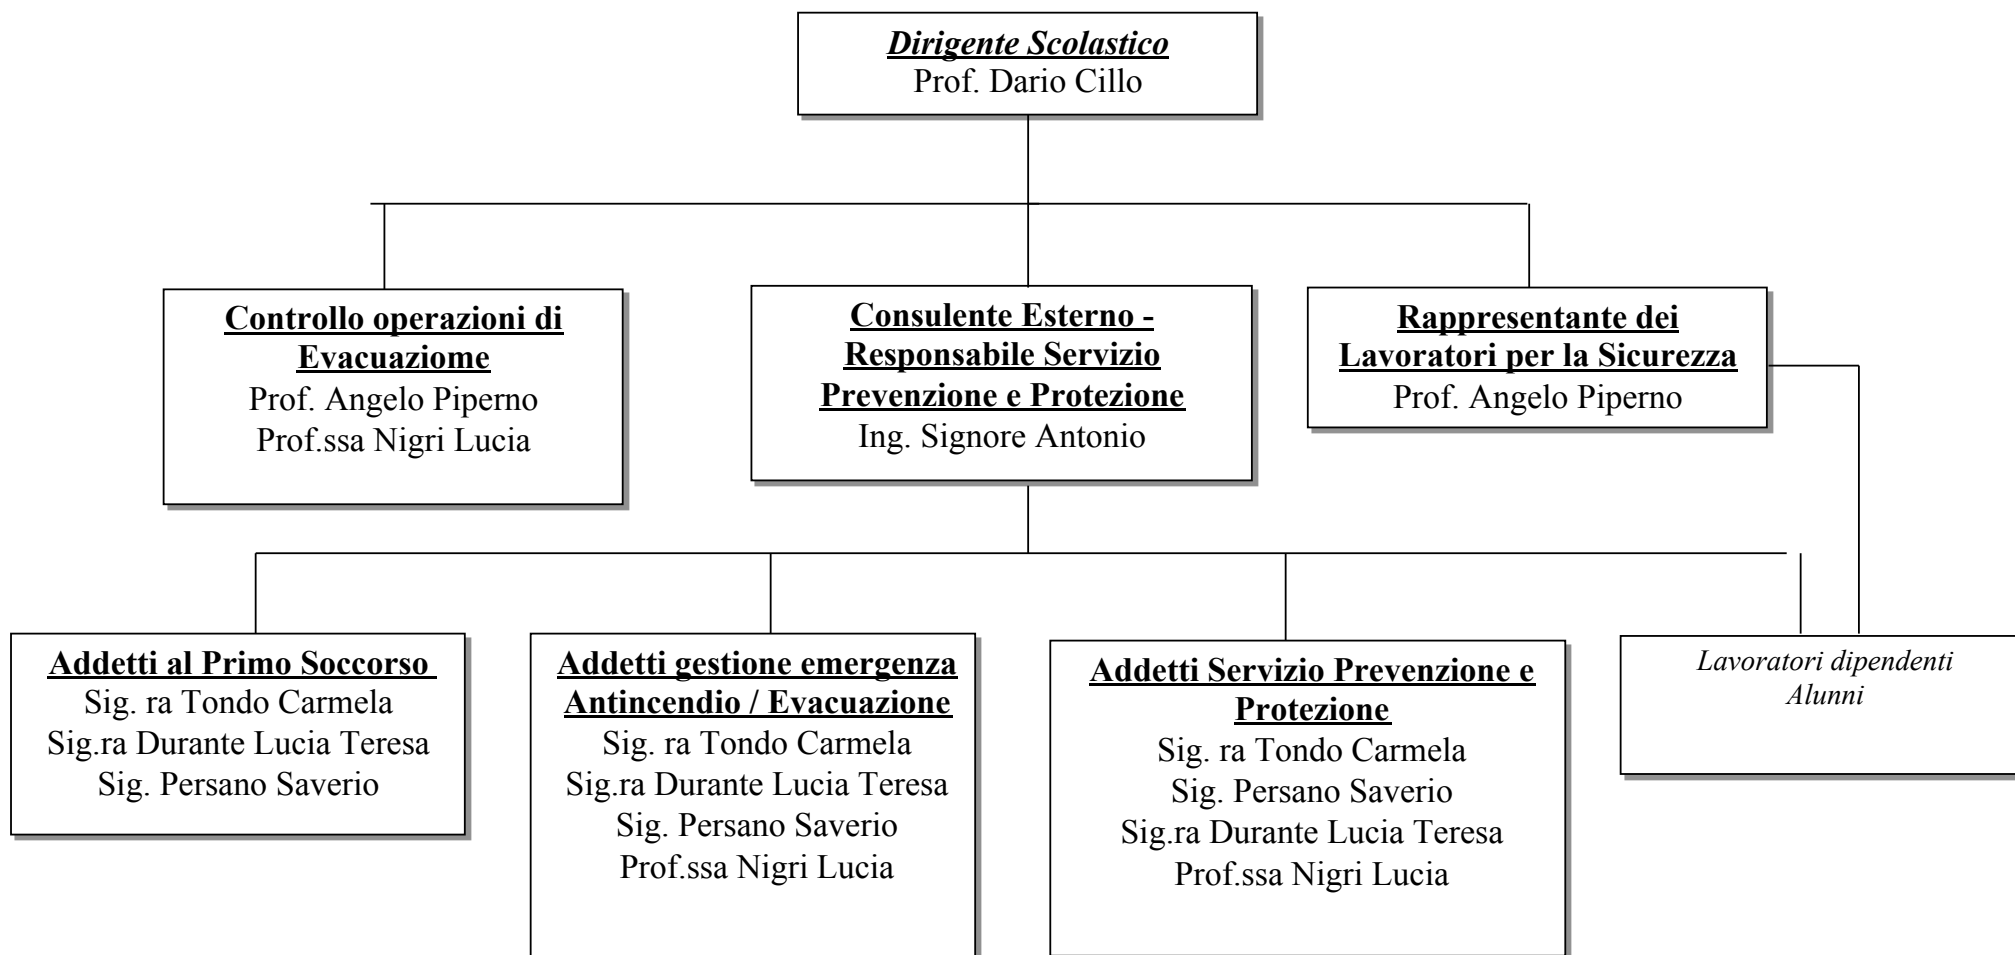 Dirigente Scolastico
Prof. Dario Cillo
Controllo operazioni di
Evacuaziome
Prof. Angelo Piperno
Prof.ssa Nigri Lucia
Consulente Esterno -
Responsabile Servizio
Prevenzione e Protezione
Ing. Signore Antonio
Rappresentante dei
Lavoratori per la Sicurezza
Prof. Angelo Piperno
Addetti al Primo Soccorso
Sig. ra Tondo Carmela
Sig.ra Durante Lucia Teresa
Sig. Persano Saverio
Addetti gestione emergenza
Antincendio / Evacuazione
Sig. ra Tondo Carmela
Sig.ra Durante Lucia Teresa
Sig. Persano Saverio
Prof.ssa Nigri Lucia
Addetti Servizio Prevenzione e
Protezione
Sig. ra Tondo Carmela
Sig. Persano Saverio
Sig.ra Durante Lucia Teresa
Prof.ssa Nigri Lucia
Lavoratori dipendenti
Alunni